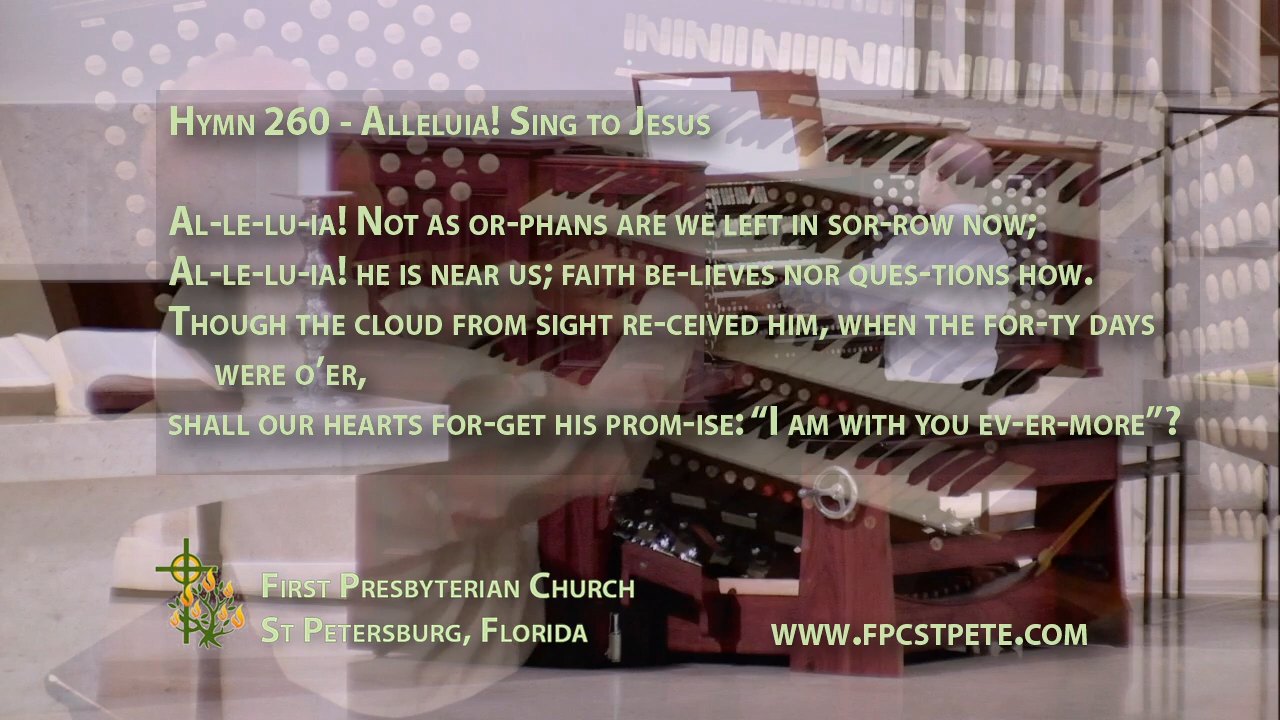 Hymn 260 - Alleluia! Sing to Jesus
Al-le-lu-ia! Not as or-phans are we left in sor-row now;
Al-le-lu-ia! he is near us; faith be-lieves nor ques-tions how.
Though the cloud from sight re-ceived him, when the for-ty days
were o’er,
shall our hearts for-get his prom-ise: “I am with you ev-er-more”?
First Presbyterian Church
St Petersburg, Florida
www.fpcstpete.com